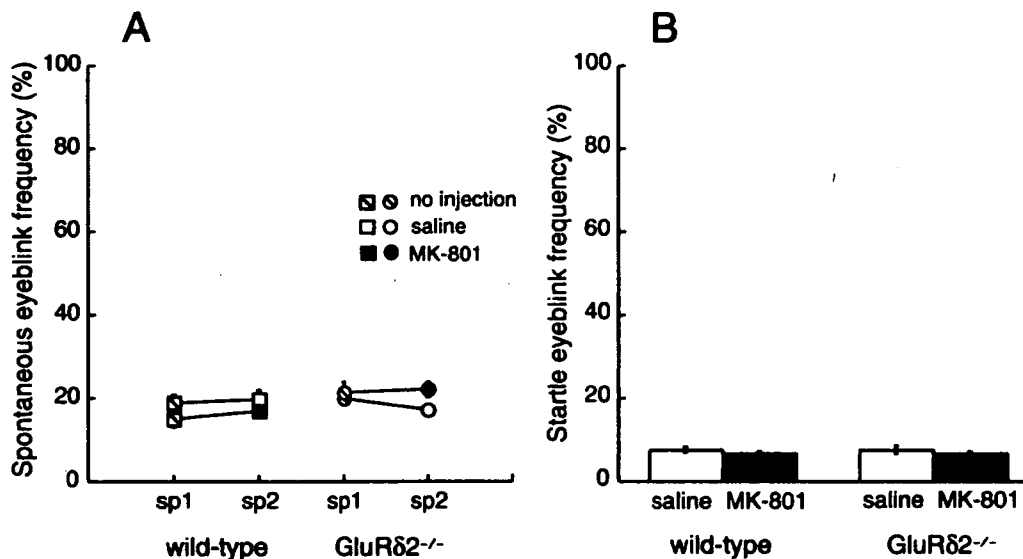 A
Spontaneous eyeblink frequency (%)
100
80
60
40
20
0
no injection
saline
MK-801
sp1 sp2 sp1 sp2
wild-type GluRδ2-/-
B
Startle eyeblink frequency (%)
100
80
60
40
20
0
saline MK-801 saline MK-801
wild-type GluRδ2-/-